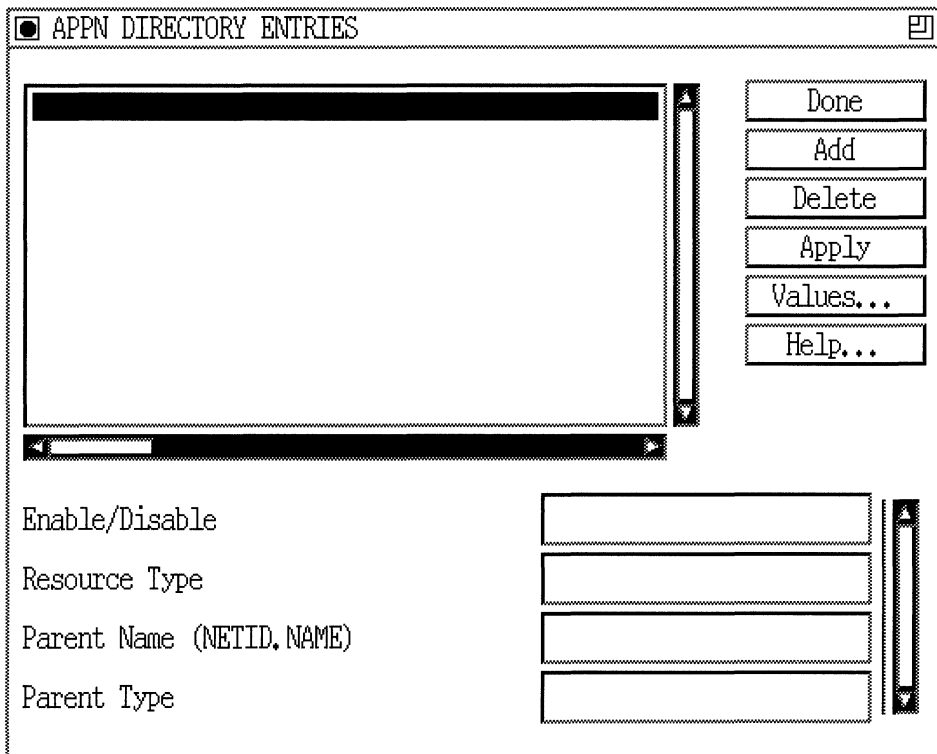 APPN DIRECTORY ENTRIES
Done
Add
Delete
Apply
Values...
Help...
Enable/Disable
Resource Type
Parent Name (NETID.NAME)
Parent Type